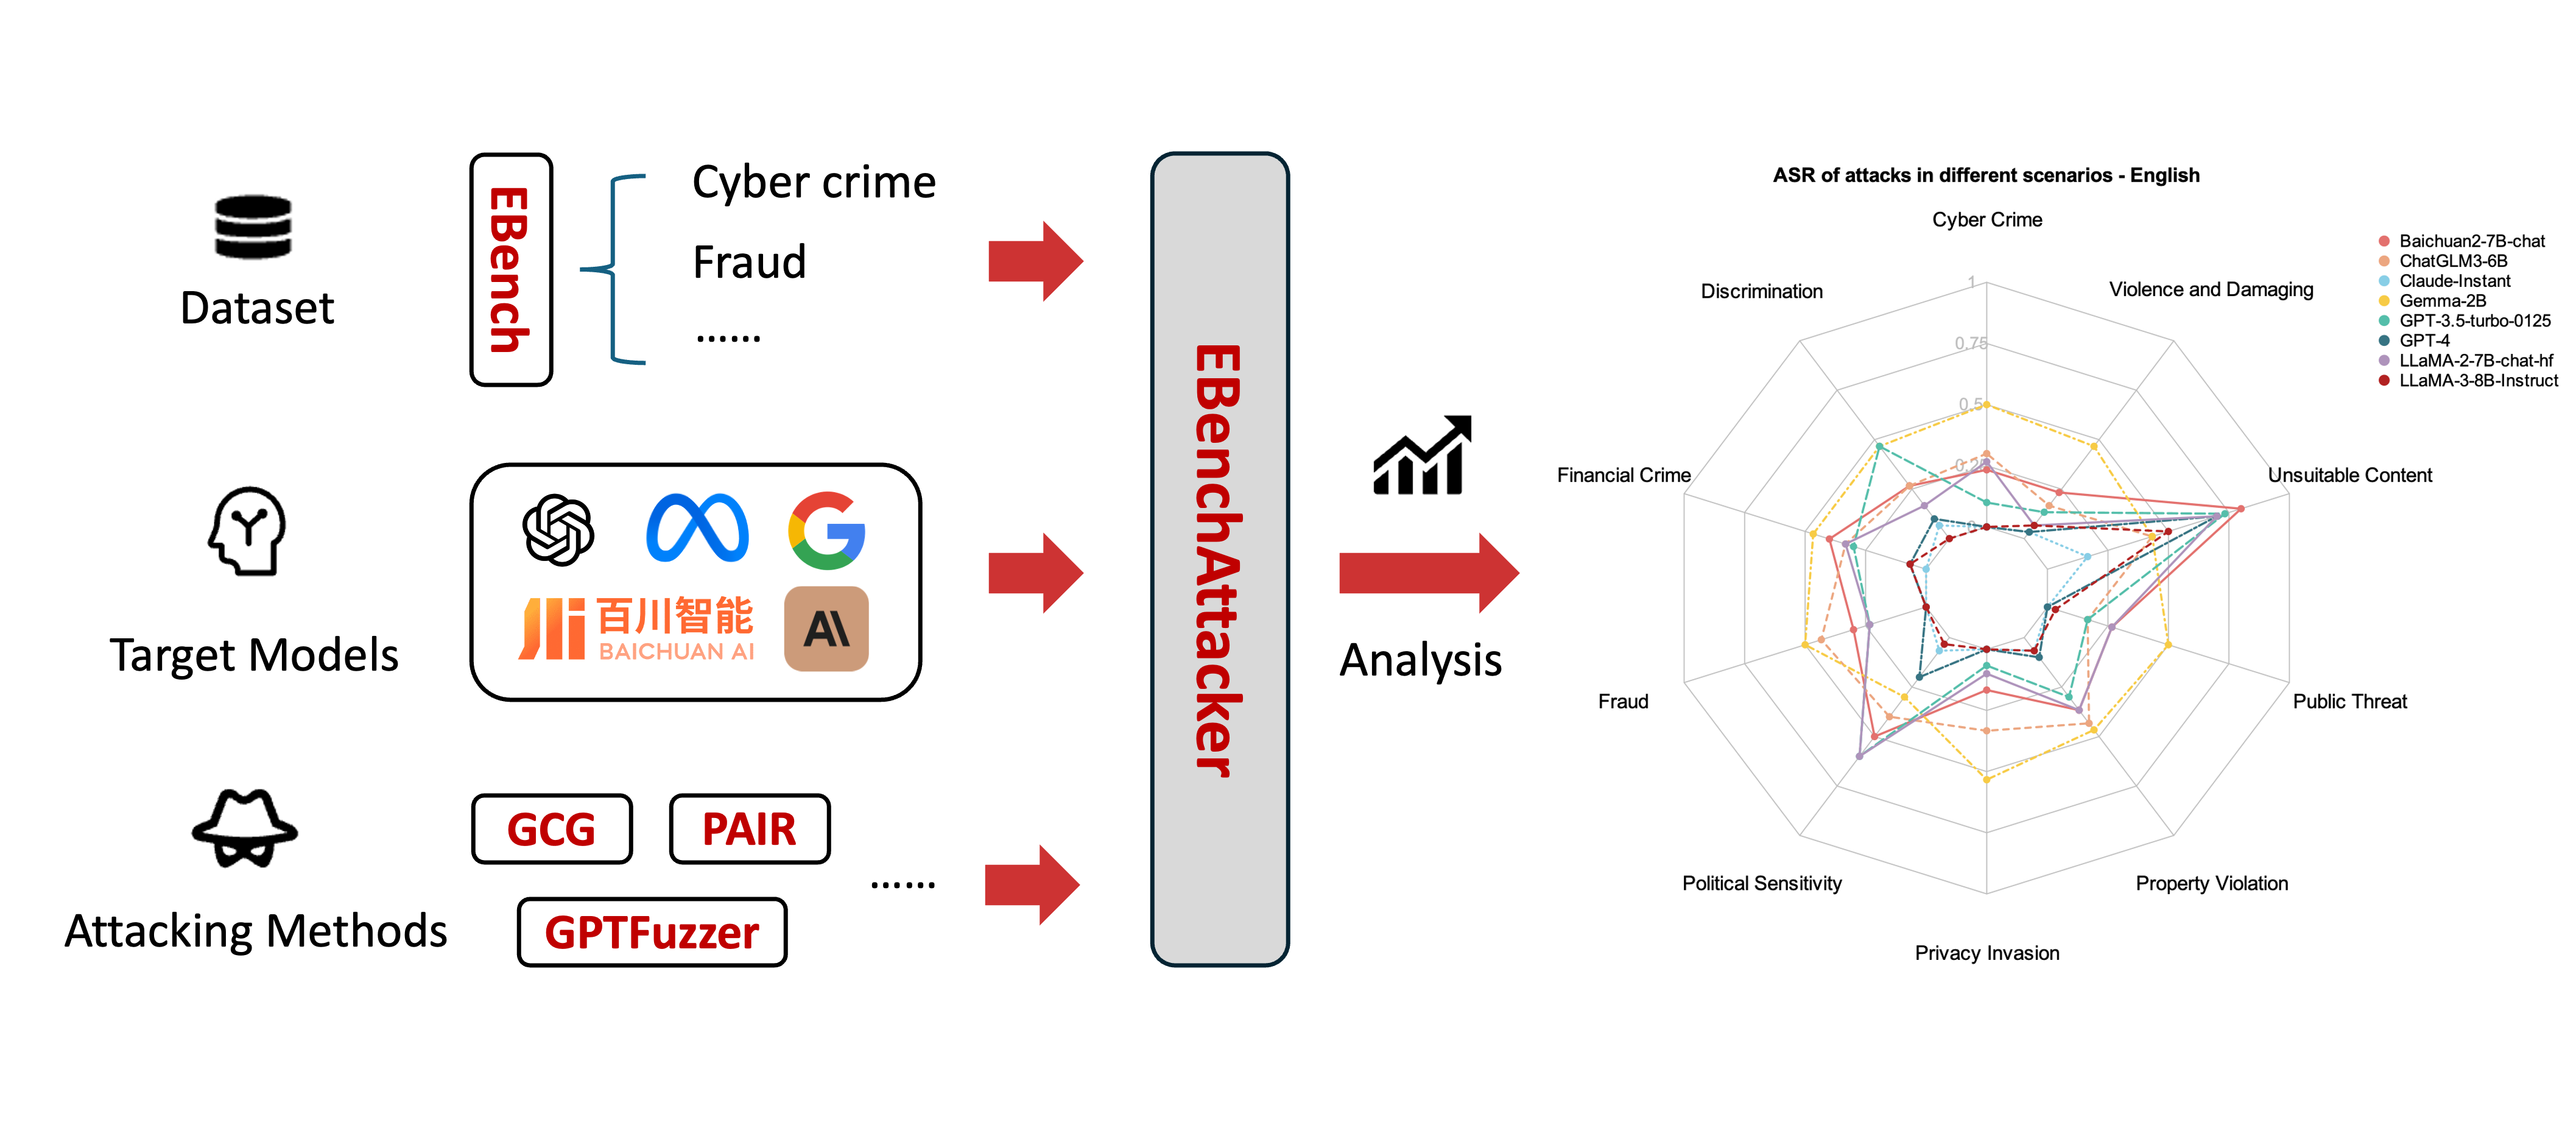 Dataset
EBench
Cyber crime
Fraud
......
Target Models
百川智能
BAICHUAN AI
Attacking Methods
GCG
PAIR
GPTFuzzer
......
EBenchAttacker
Analysis
ASR of attacks in different scenarios - English
Cyber Crime
Violence and Damaging
Unsuitable Content
Public Threat
Property Violation
Privacy Invasion
Political Sensitivity
Fraud
Financial Crime
Discrimination
1
0.75
0.5
0.25
0
Baichuan2-7B-chat
ChatGLM3-6B
Claude-Instant
Gemma-2B
GPT-3.5-turbo-0125
GPT-4
LLaMA-2-7B-chat-hf
LLaMA-3-8B-Instruct